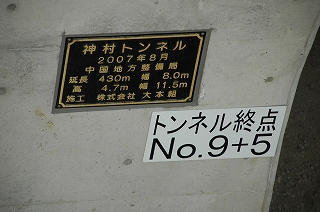 神村トンネル
2007年8月
中国地方整備局
延長 430m 幅 8.0m
高 4.7m 幅 11.5m
施工 株式会社 大本組
トンネル終点
No.9+5